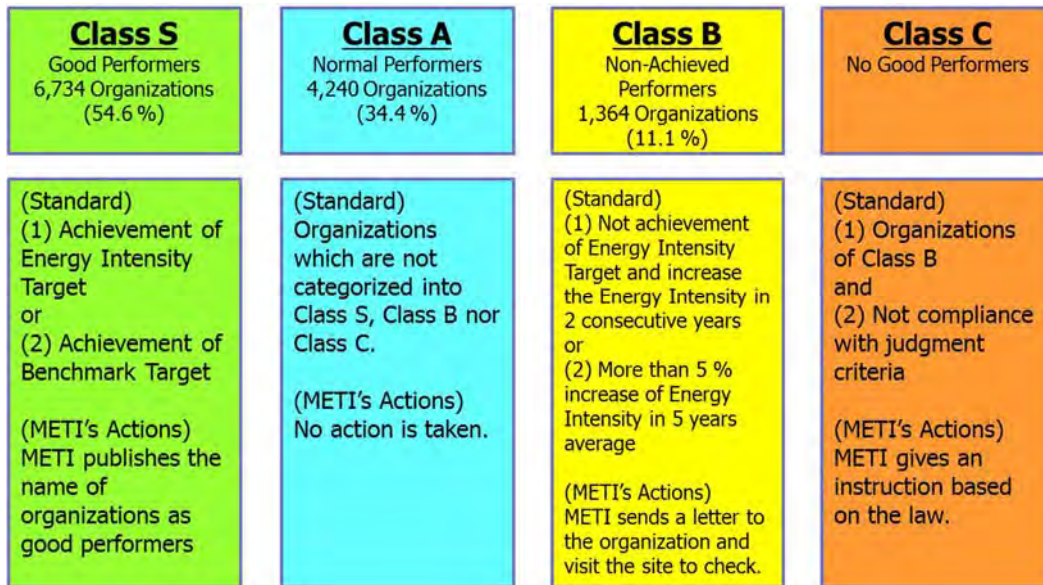 Class S
Good Performers
6,734 Organizations
(54.6 %)
Class A
Normal Performers
4,240 Organizations
(34.4 %)
Class B
Non-Achieved
Performers
1,364 Organizations
(11.1 %)
Class C
No Good Performers
(Standard)
(1) Achievement of
Energy Intensity
Target
or
(2) Achievement of
Benchmark Target
(METI's Actions)
METI publishes the
name of
organizations as
good performers
(Standard)
Organizations
which are not
categorized into
Class S, Class B nor
Class C.
(METI's Actions)
No action is taken.
(Standard)
(1) Not achievement
of Energy Intensity
Target and increase
the Energy Intensity in
2 consecutive years
or
(2) More than 5 %
increase of Energy
Intensity in 5 years
average
(METI's Actions)
METI sends a letter to
the organization and
visit the site to check.
(Standard)
(1) Organizations
of Class B
and
(2) Not compliance
with judgment
criteria
(METI's Actions)
METI gives an
instruction based
on the law.